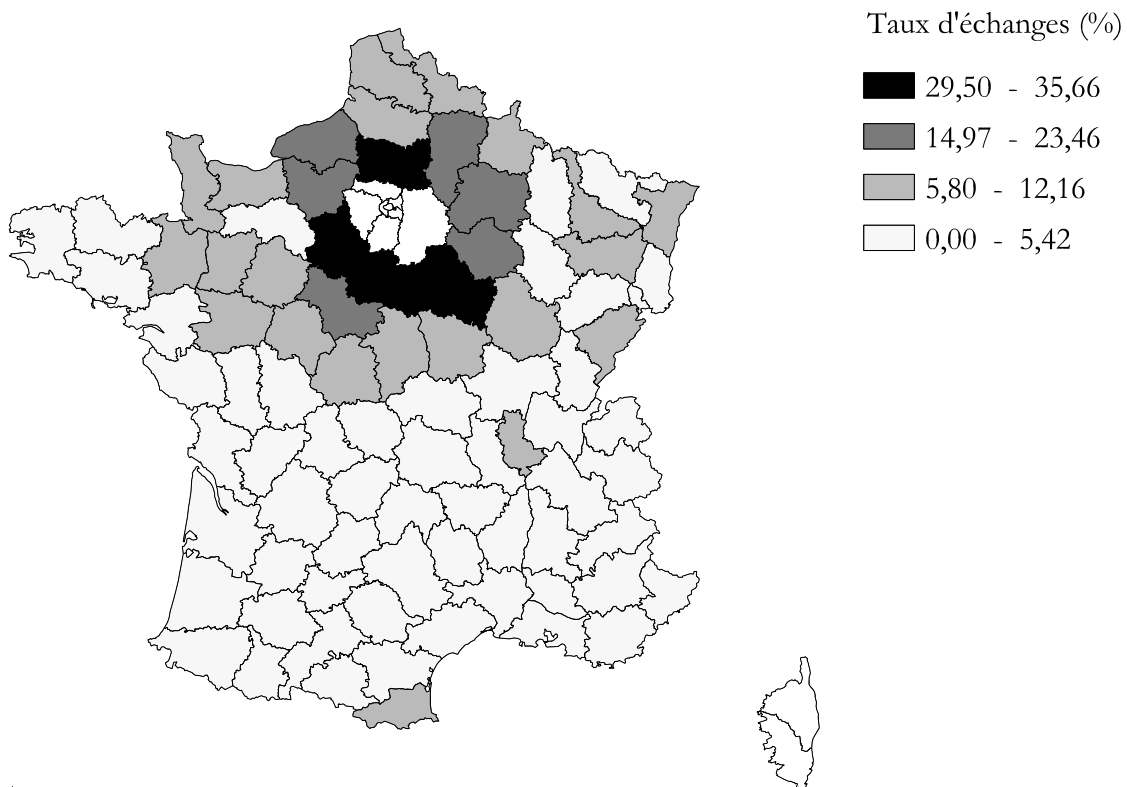 Taux d'échanges (%)
29,50 - 35,66
14,97 - 23,46
5,80 - 12,16
0,00 - 5,42